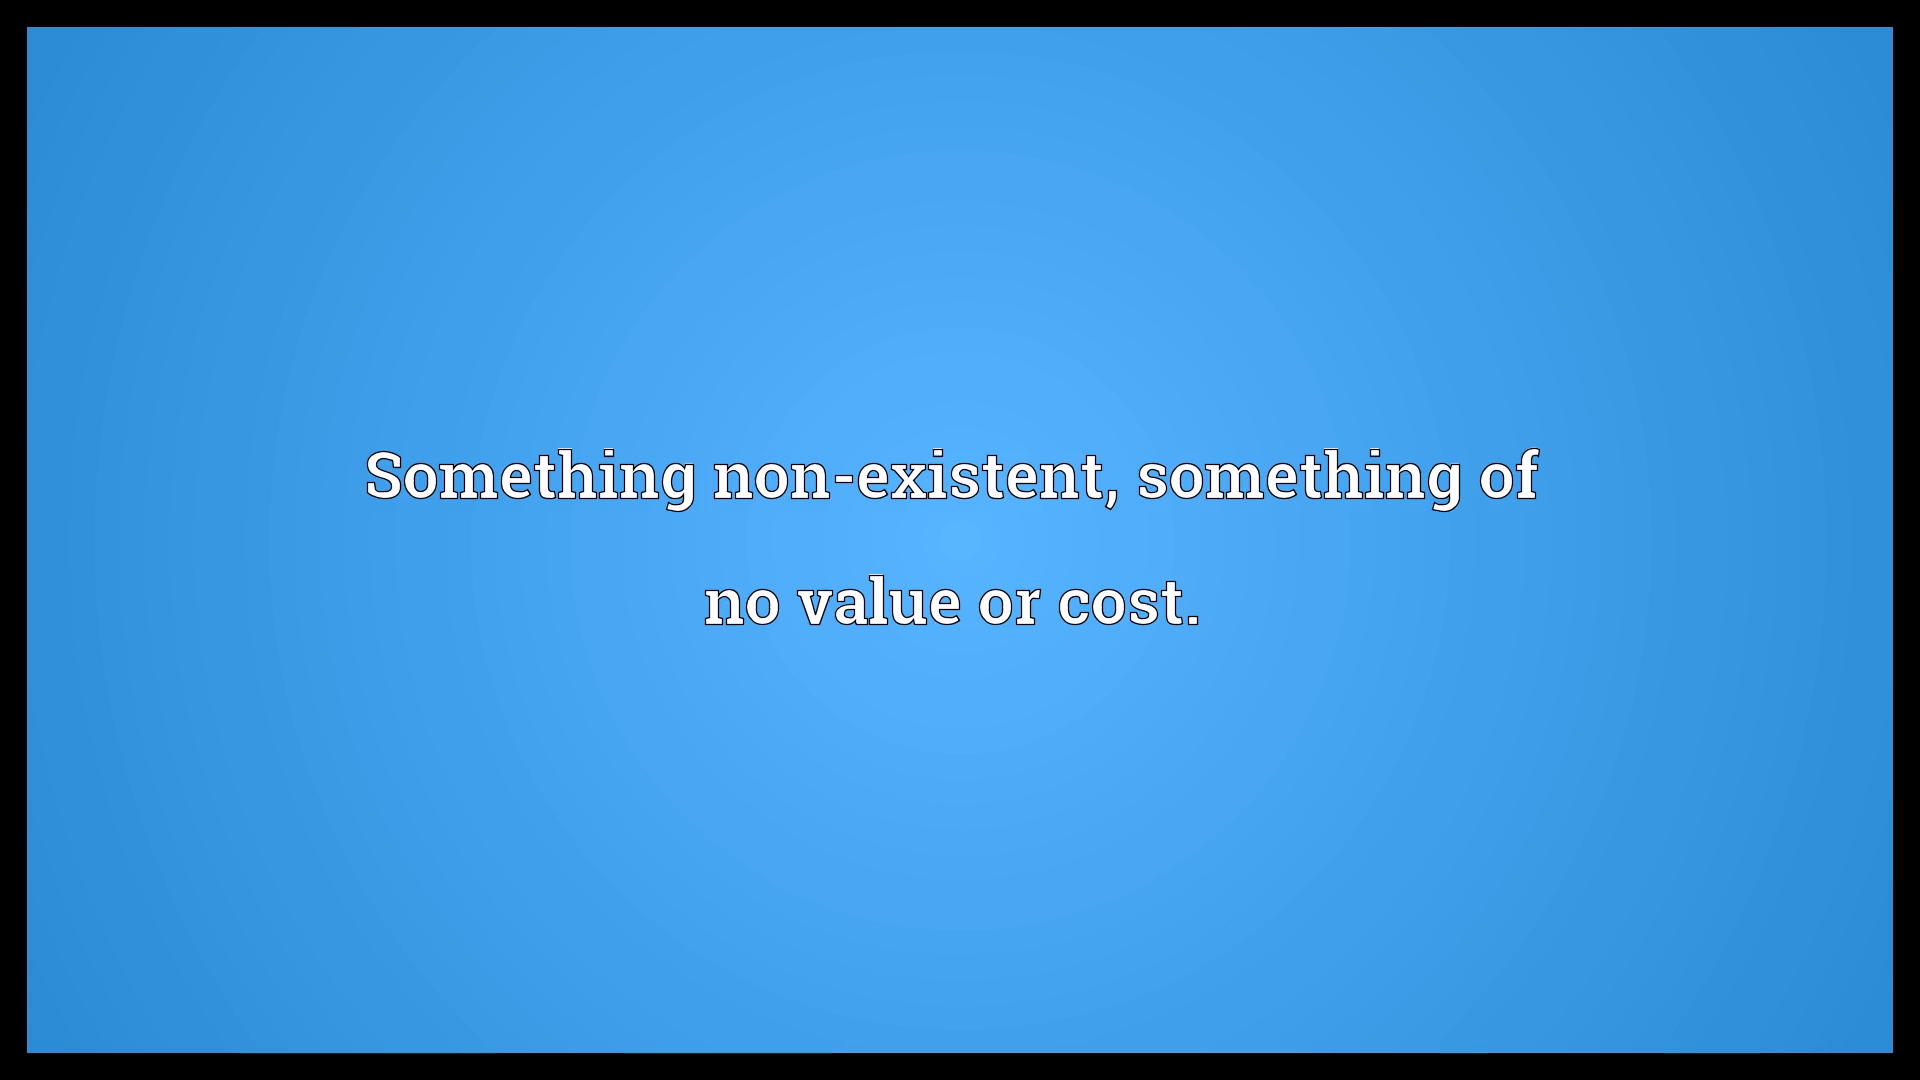 Something non-existent, something of
no value or cost.